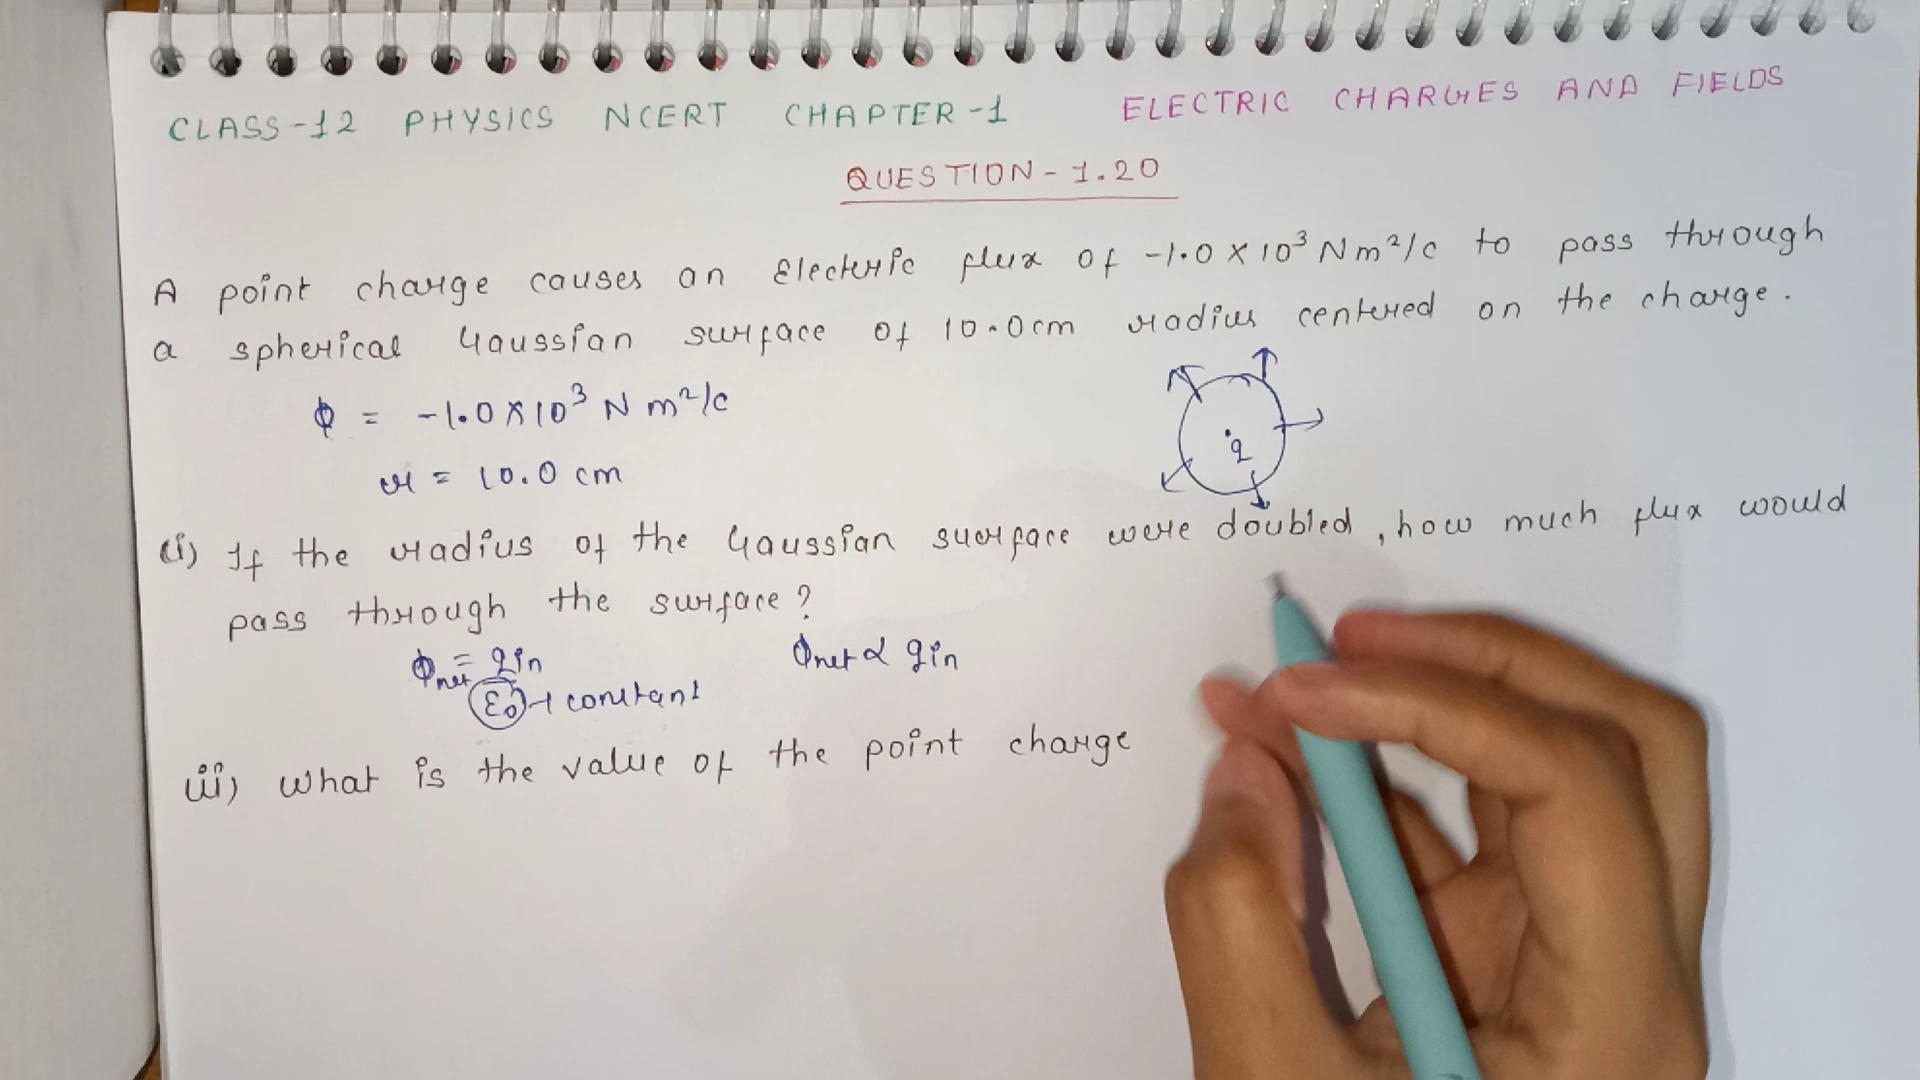 CLASS-12 PHYSICS NCERT CHAPTER-1 ELECTRIC CHARGES AND FIELDS
QUESTION-1.20
A point charge causes an Electric flux of -1.0 × 10³ Nm²/c to pass through
a spherical Gaussian surface of 10.0cm radius centered on the charge.
ϕ = -1.0×10³ N m²/c
r = 10.0 cm
q
(i) If the radius of the Gaussian surface were doubled, how much flux would
pass through the surface?
ϕnet = qin ϕnet ∝ qin
ε0 → constant
(ii) What is the value of the point charge